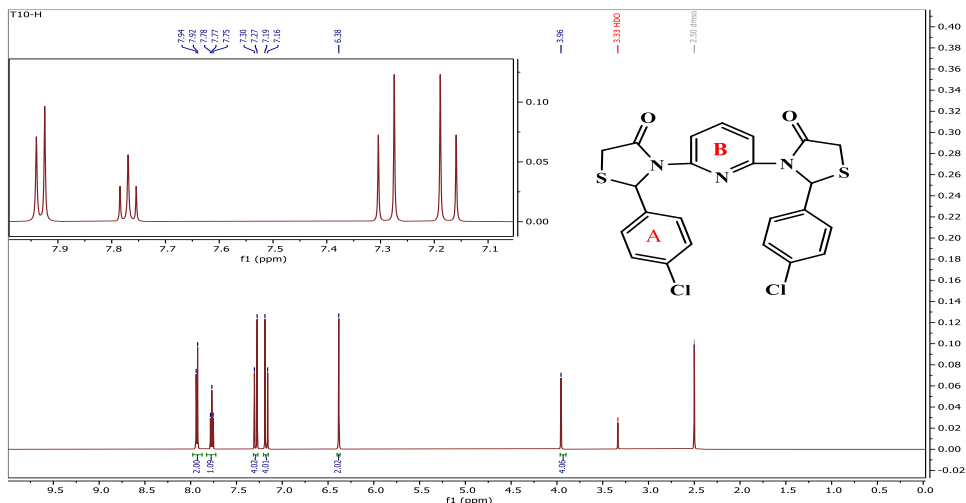 T10-H
7.94 7.92 7.78 7.77 7.75 7.30 7.27 7.19 7.16 6.38 3.96 3.33 HDO 2.50 dmso
0.10
0.05
0.00
7.9 7.8 7.7 7.6 7.5 7.4 7.3 7.2 7.1
f1 (ppm)
O B O
N N N
S S
A
Cl Cl
0.40
0.38
0.36
0.34
0.32
0.30
0.28
0.26
0.24
0.22
0.20
0.18
0.16
0.14
0.12
0.10
0.08
0.06
0.04
0.02
0.00
-0.02
2.00 1.09 4.02 4.01 2.02 4.06
9.5 9.0 8.5 8.0 7.5 7.0 6.5 6.0 5.5 5.0 4.5 4.0 3.5 3.0 2.5 2.0 1.5 1.0 0.5 0.0
f1 (ppm)